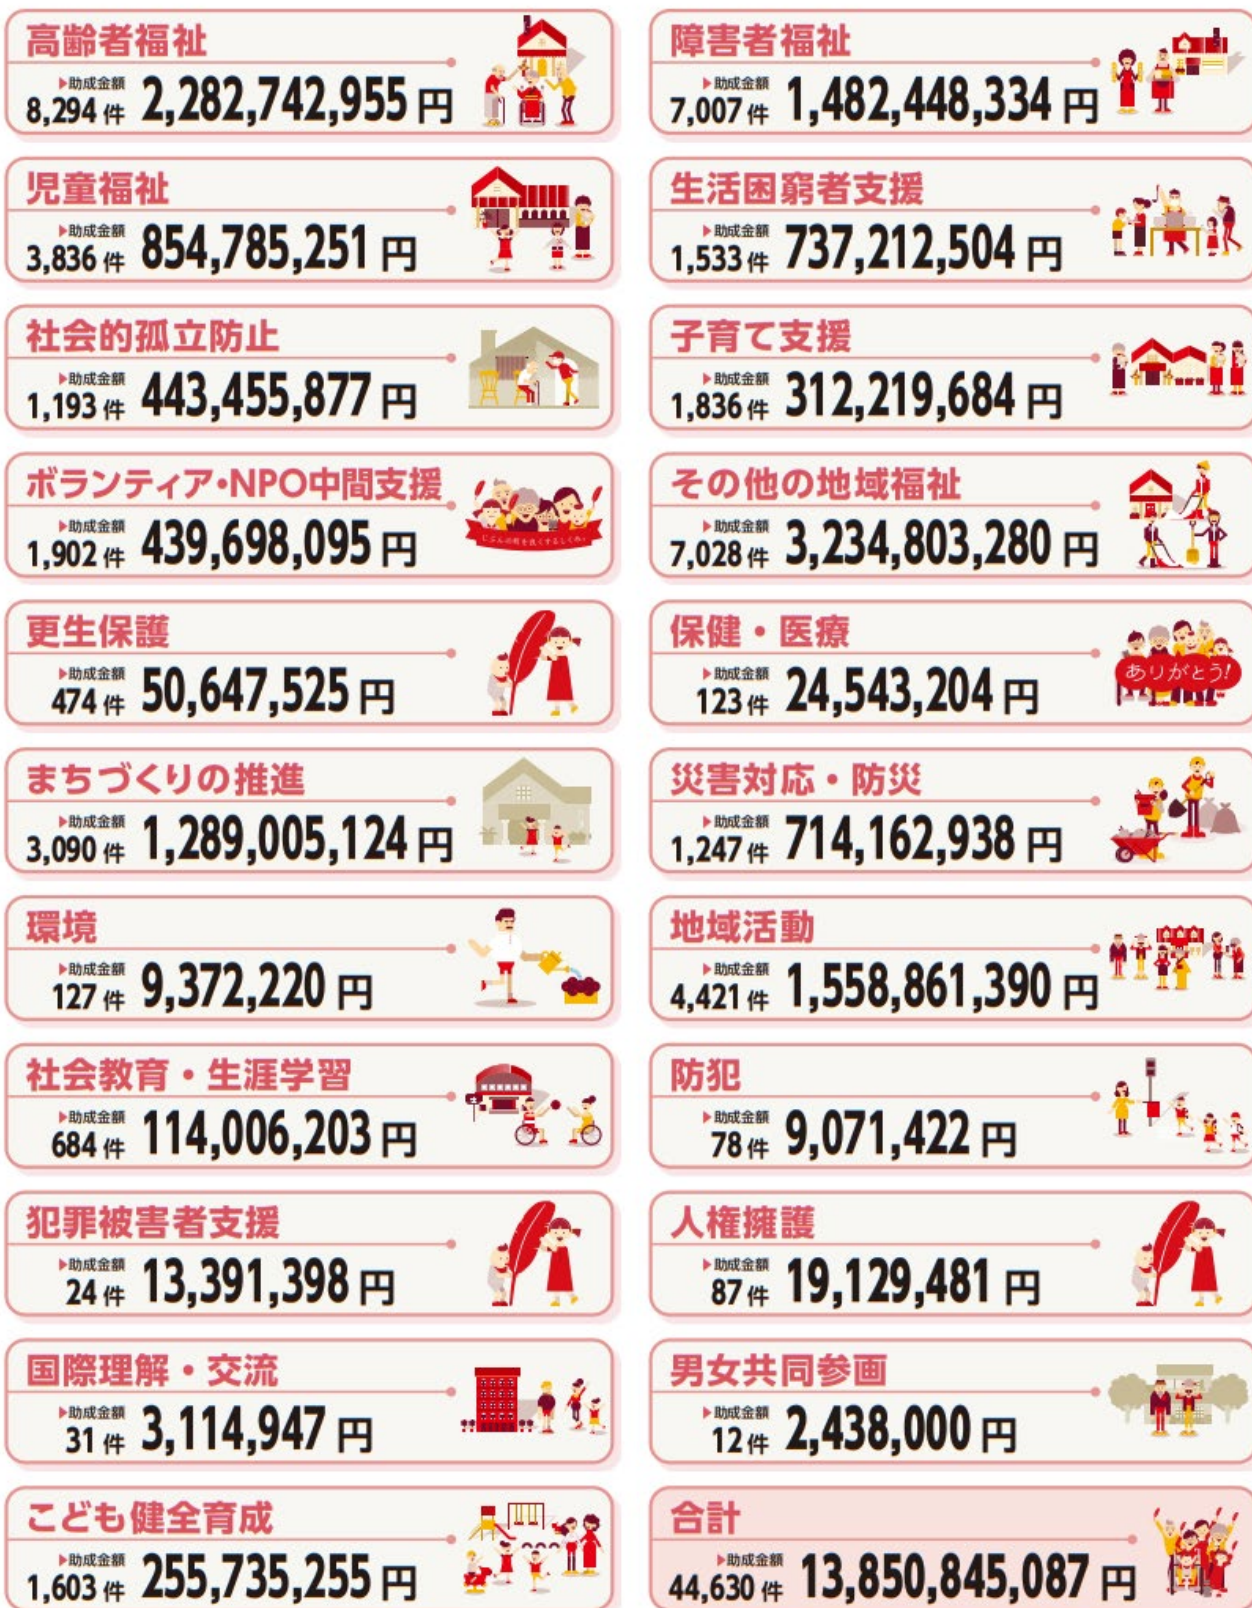 高齢者福祉
▶助成金額
8,294件 2,282,742,955円
障害者福祉
▶助成金額
7,007件 1,482,448,334円
児童福祉
▶助成金額
3,836件 854,785,251円
生活困窮者支援
▶助成金額
1,533件 737,212,504円
社会的孤立防止
▶助成金額
1,193件 443,455,877円
子育て支援
▶助成金額
1,836件 312,219,684円
ボランティア・NPO中間支援
▶助成金額
1,902件 439,698,095円
じぶんの町を良くするしくみ。
その他の地域福祉
▶助成金額
7,028件 3,234,803,280円
更生保護
▶助成金額
474件 50,647,525円
保健・医療
▶助成金額
123件 24,543,204円
ありがとう!
まちづくりの推進
▶助成金額
3,090件 1,289,005,124円
災害対応・防災
▶助成金額
1,247件 714,162,938円
環境
▶助成金額
127件 9,372,220円
地域活動
▶助成金額
4,421件 1,558,861,390円
社会教育・生涯学習
▶助成金額
684件 114,006,203円
防犯
▶助成金額
78件 9,071,422円
犯罪被害者支援
▶助成金額
24件 13,391,398円
人権擁護
▶助成金額
87件 19,129,481円
国際理解・交流
▶助成金額
31件 3,114,947円
男女共同参画
▶助成金額
12件 2,438,000円
こども健全育成
▶助成金額
1,603件 255,735,255円
合計
▶助成金額
44,630件 13,850,845,087円